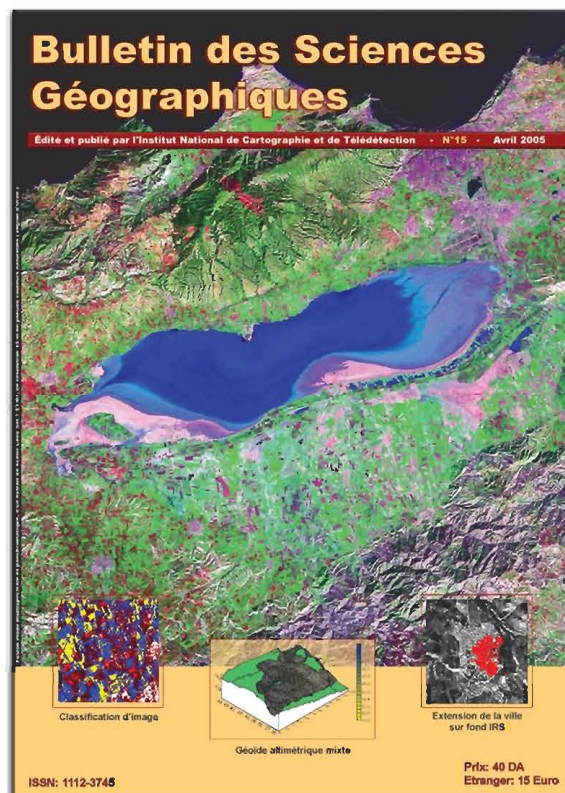 Bulletin des Sciences
Géographiques
Édité et publié par l'Institut National de Cartographie et de Télédétection - N°15 - Avril 2005
Classification d'image
Géoïde altimétrique mixte
Extension de la ville
sur fond IRS
ISSN: 1112-3745
Prix: 40 DA
Etranger: 15 Euro